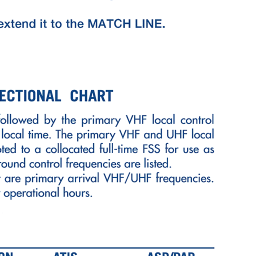 extend it to the MATCH LINE.
ECTIONAL CHART
ollowed by the primary VHF local control
local time. The primary VHF and UHF local
ted to a collocated full-time FSS for use as
round control frequencies are listed.
are primary arrival VHF/UHF frequencies.
operational hours.
ATIS ASR/PAR